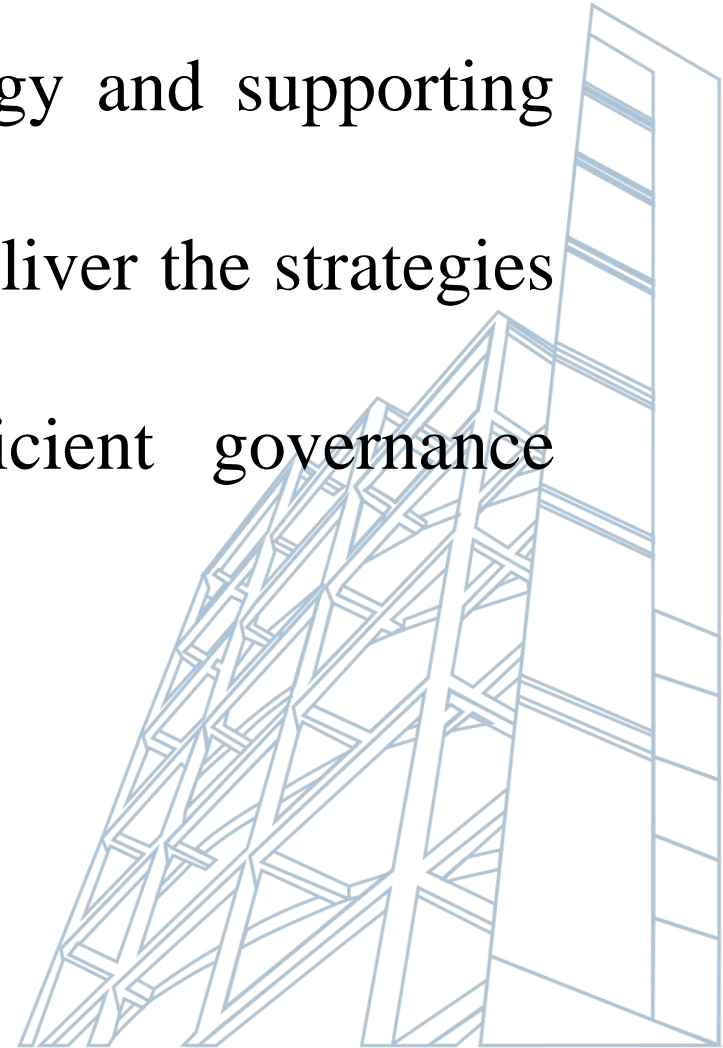 gy and supporting
liver the strategies
icient governance